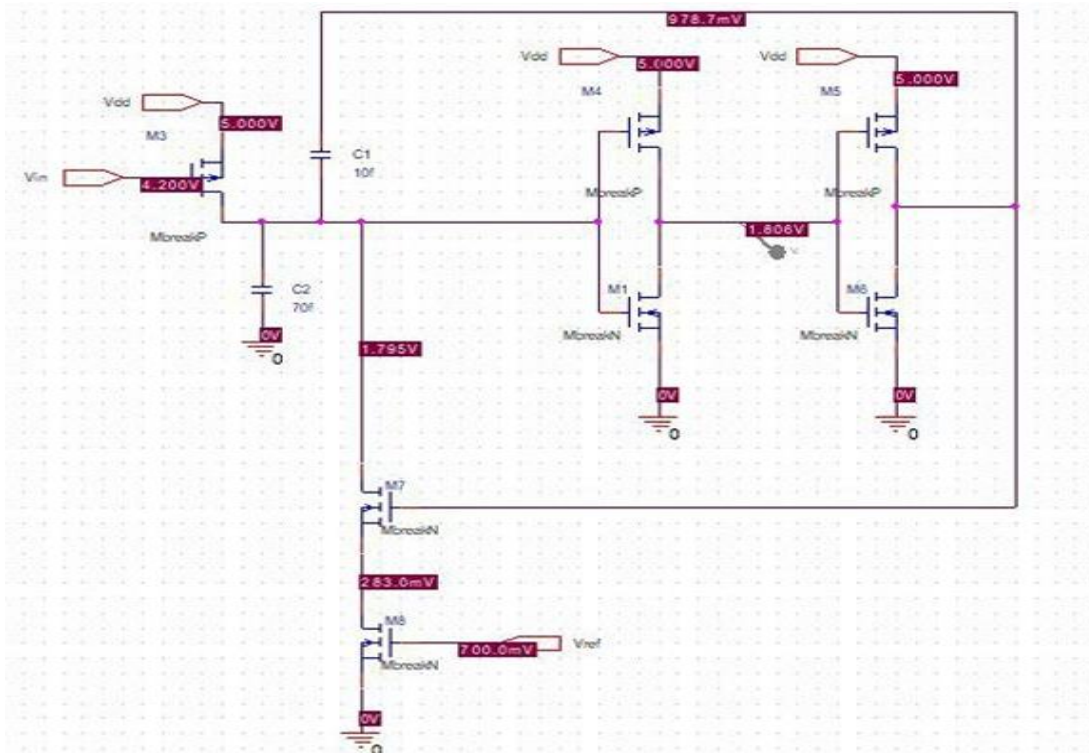 978.7mV
Vdd
5.000V
M4
Vdd
5.000V
M5
Vdd
5.000V
M3
C1
10f
Vin
4.200V
MbreakP
MbreakP
MbreakP
1.806V
V
C2
70f
M1
M6
MbreakN
MbreakN
0V
0
1.795V
0V
0
0V
0
M7
MbreakN
283.0mV
M8
700.0mV
Vref
MbreakN
0V
0